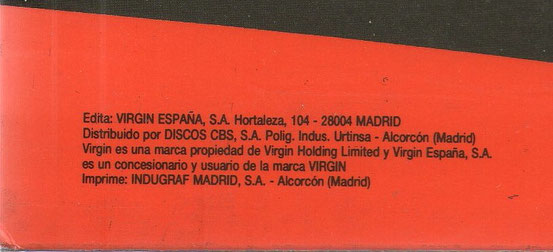 Edita: VIRGIN ESPAÑA, S.A. Hortaleza, 104 - 28004 MADRID
Distribuido por DISCOS CBS, S.A. Polig. Indus. Urtinsa - Alcorcón (Madrid)
Virgin es una marca propiedad de Virgin Holding Limited y Virgin España, S.A.
es un concesionario y usuario de la marca VIRGIN
Imprime: INDUGRAF MADRID, S.A. - Alcorcón (Madrid)